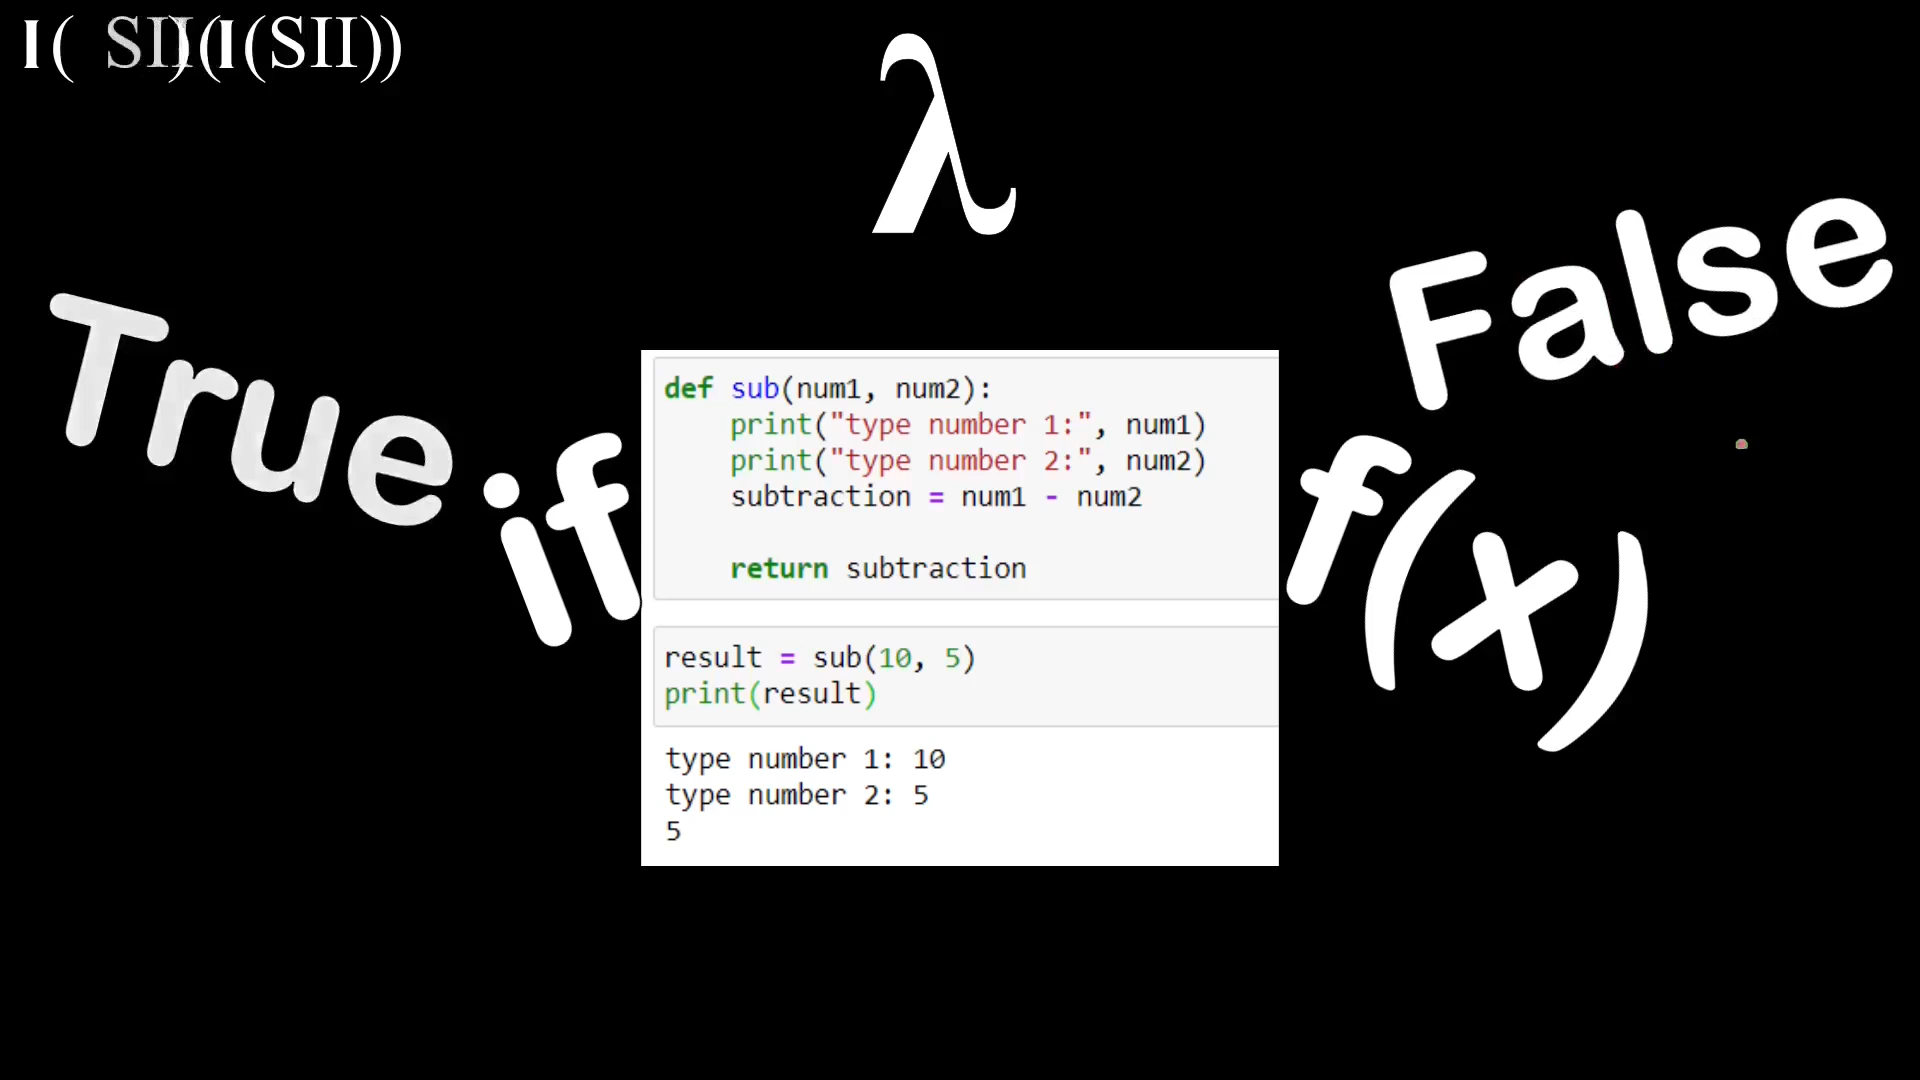 I( SII)(I(SII))
λ
True
if
False
f(x)
def sub(num1, num2):
    print("type number 1:", num1)
    print("type number 2:", num2)
    subtraction = num1 - num2
    return subtraction
result = sub(10, 5)
print(result)
type number 1: 10
type number 2: 5
5